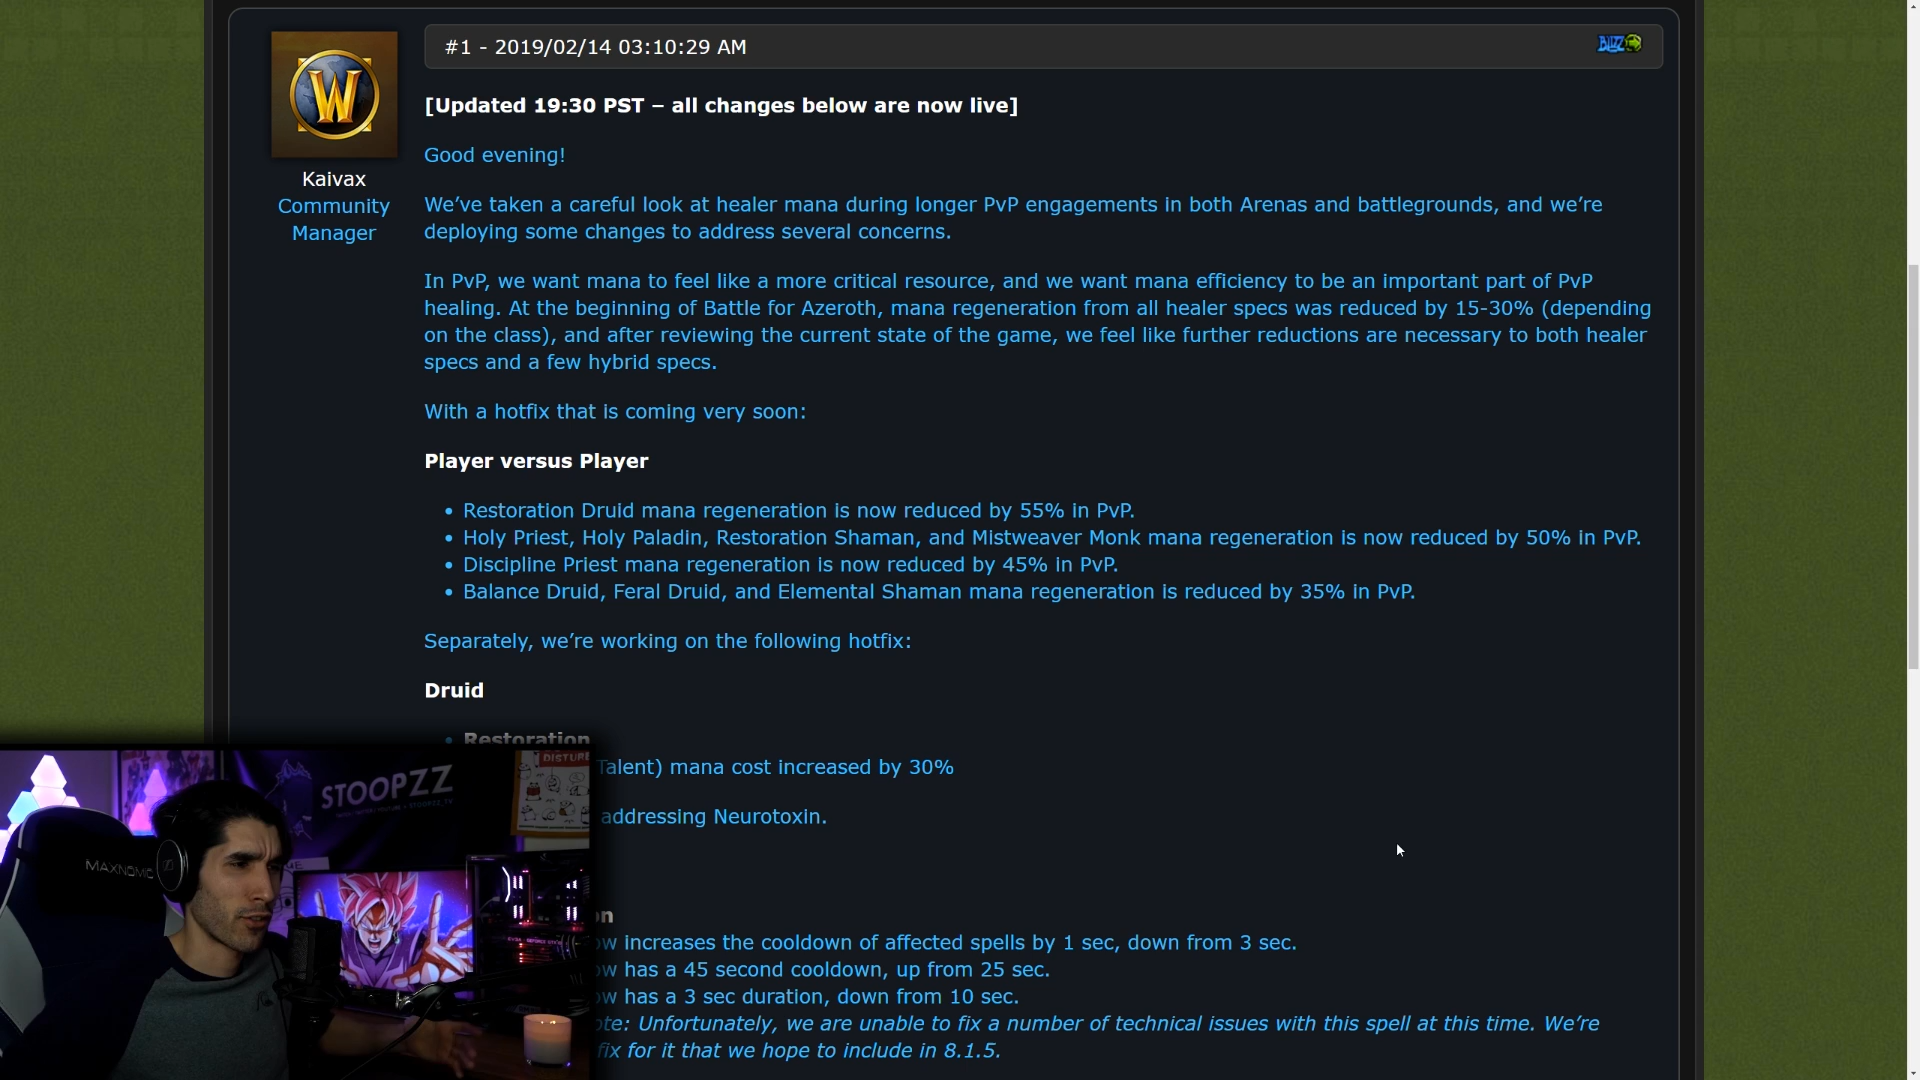 #1 - 2019/02/14 03:10:29 AM
BLIZZ
W
Kaivax
Community
Manager
[Updated 19:30 PST – all changes below are now live]
Good evening!
We’ve taken a careful look at healer mana during longer PvP engagements in both Arenas and battlegrounds, and we’re
deploying some changes to address several concerns.
In PvP, we want mana to feel like a more critical resource, and we want mana efficiency to be an important part of PvP
healing. At the beginning of Battle for Azeroth, mana regeneration from all healer specs was reduced by 15-30% (depending
on the class), and after reviewing the current state of the game, we feel like further reductions are necessary to both healer
specs and a few hybrid specs.
With a hotfix that is coming very soon:
Player versus Player
• Restoration Druid mana regeneration is now reduced by 55% in PvP.
• Holy Priest, Holy Paladin, Restoration Shaman, and Mistweaver Monk mana regeneration is now reduced by 50% in PvP.
• Discipline Priest mana regeneration is now reduced by 45% in PvP.
• Balance Druid, Feral Druid, and Elemental Shaman mana regeneration is reduced by 35% in PvP.
Separately, we’re working on the following hotfix:
Druid
• Restoration
Talent) mana cost increased by 30%
addressing Neurotoxin.
on
ow increases the cooldown of affected spells by 1 sec, down from 3 sec.
ow has a 45 second cooldown, up from 25 sec.
ow has a 3 sec duration, down from 10 sec.
ote: Unfortunately, we are unable to fix a number of technical issues with this spell at this time. We’re
fix for it that we hope to include in 8.1.5.
DISTURB
STOOPZZ
MAXNOMIC